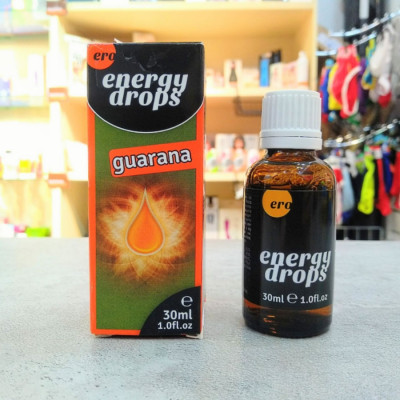 ero
energy
drops
guarana
e
30ml
1.0fl.oz
ero
energy
drops
30ml e 1.0fl.oz